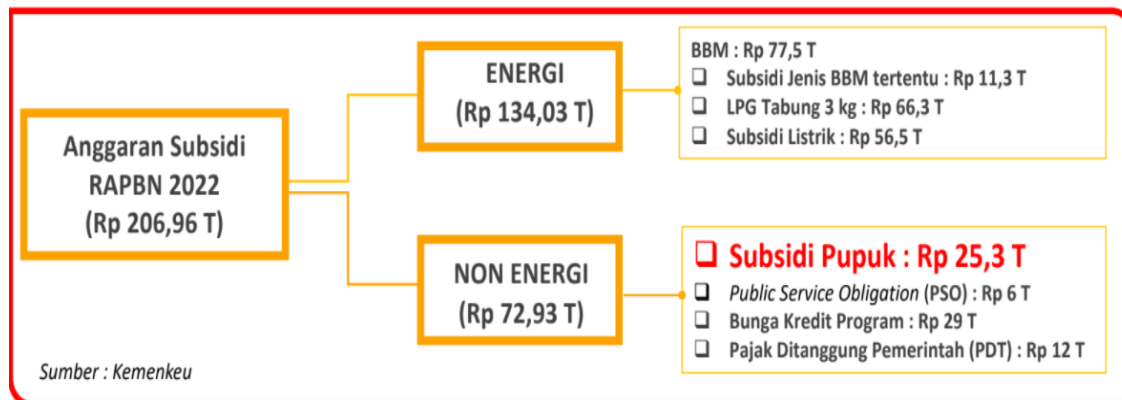 Anggaran Subsidi
RAPBN 2022
(Rp 206,96 T)
ENERGI
(Rp 134,03 T)
BBM : Rp 77,5 T
❑ Subsidi Jenis BBM tertentu : Rp 11,3 T
❑ LPG Tabung 3 kg : Rp 66,3 T
❑ Subsidi Listrik : Rp 56,5 T
NON ENERGI
(Rp 72,93 T)
❑ Subsidi Pupuk : Rp 25,3 T
❑ Public Service Obligation (PSO) : Rp 6 T
❑ Bunga Kredit Program : Rp 29 T
❑ Pajak Ditanggung Pemerintah (PDT) : Rp 12 T
Sumber : Kemenkeu